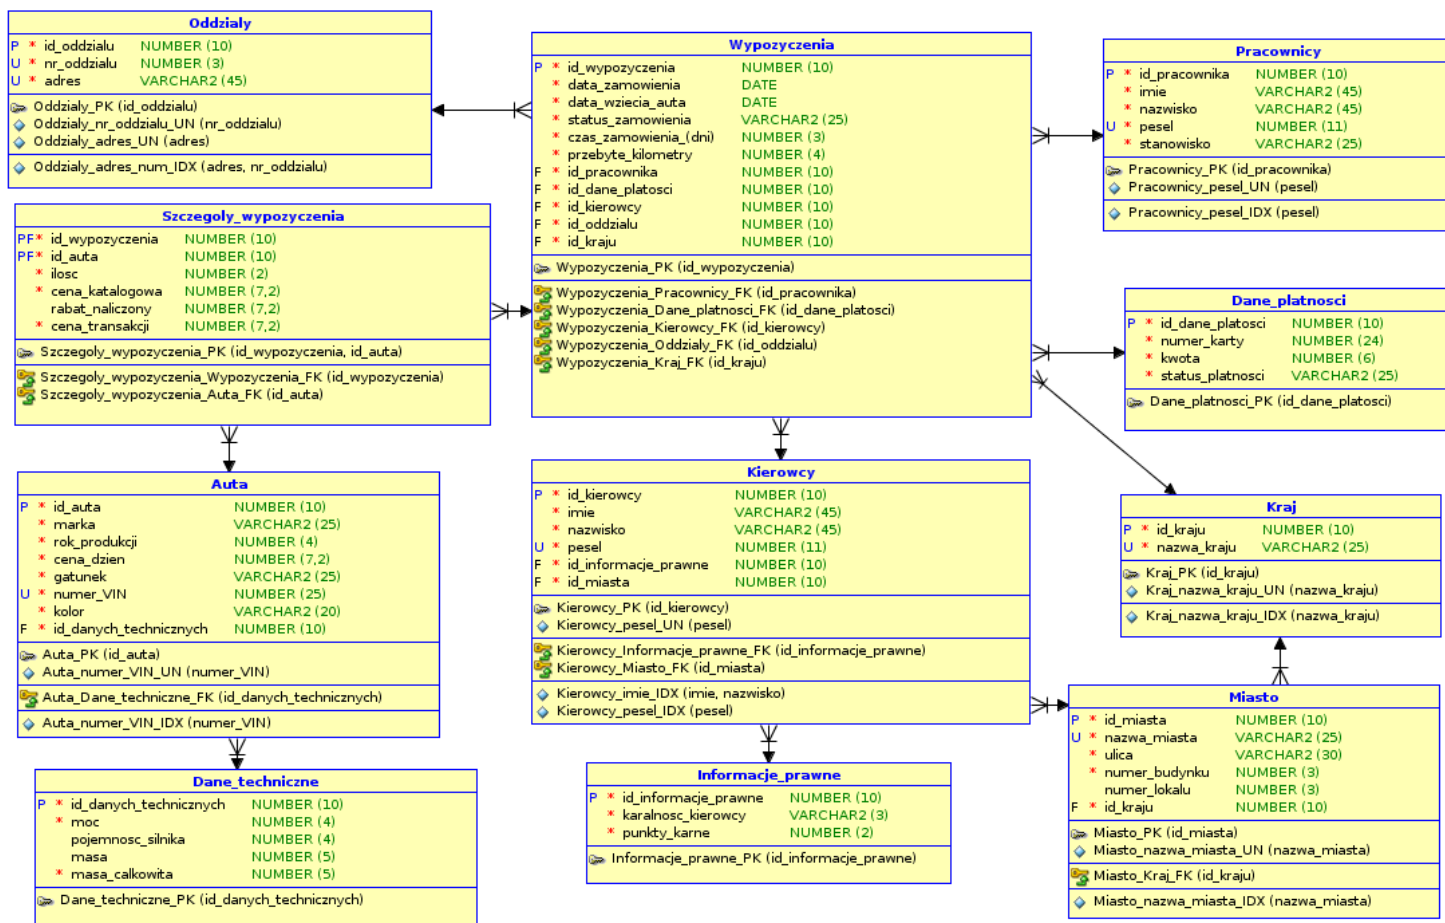 Oddzialy
P * id_oddzialu NUMBER (10)
U * nr_oddzialu NUMBER (3)
U * adres VARCHAR2 (45)
Oddzialy_PK (id_oddzialu)
Oddzialy_nr_oddzialu_UN (nr_oddzialu)
Oddzialy_adres_UN (adres)
Oddzialy_adres_num_IDX (adres, nr_oddzialu)
Wypozyczenia
P * id_wypozyczenia NUMBER (10)
* data_zamowienia DATE
* data_wziecia_auta DATE
* status_zamowienia VARCHAR2 (25)
* czas_zamowienia_(dni) NUMBER (3)
* przebyte_kilometry NUMBER (4)
F * id_pracownika NUMBER (10)
F * id_dane_platosci NUMBER (10)
F * id_kierowcy NUMBER (10)
F * id_oddzialu NUMBER (10)
F * id_kraju NUMBER (10)
Wypozyczenia_PK (id_wypozyczenia)
Wypozyczenia_Pracownicy_FK (id_pracownika)
Wypozyczenia_Dane_platnosci_FK (id_dane_platosci)
Wypozyczenia_Kierowcy_FK (id_kierowcy)
Wypozyczenia_Oddzialy_FK (id_oddzialu)
Wypozyczenia_Kraj_FK (id_kraju)
Pracownicy
P * id_pracownika NUMBER (10)
* imie VARCHAR2 (45)
* nazwisko VARCHAR2 (45)
U * pesel NUMBER (11)
* stanowisko VARCHAR2 (25)
Pracownicy_PK (id_pracownika)
Pracownicy_pesel_UN (pesel)
Pracownicy_pesel_IDX (pesel)
Szczegoly_wypozyczenia
PF* id_wypozyczenia NUMBER (10)
PF* id_auta NUMBER (10)
* ilosc NUMBER (2)
* cena_katalogowa NUMBER (7,2)
rabat_naliczony NUMBER (7,2)
* cena_transakcji NUMBER (7,2)
Szczegoly_wypozyczenia_PK (id_wypozyczenia, id_auta)
Szczegoly_wypozyczenia_Wypozyczenia_FK (id_wypozyczenia)
Szczegoly_wypozyczenia_Auta_FK (id_auta)
Dane_platnosci
P * id_dane_platosci NUMBER (10)
* numer_karty NUMBER (24)
* kwota NUMBER (6)
* status_platnosci VARCHAR2 (25)
Dane_platnosci_PK (id_dane_platosci)
Auta
P * id_auta NUMBER (10)
* marka VARCHAR2 (25)
* rok_produkcji NUMBER (4)
* cena_dzien NUMBER (7,2)
* gatunek VARCHAR2 (25)
U * numer_VIN NUMBER (25)
* kolor VARCHAR2 (20)
F * id_danych_technicznych NUMBER (10)
Auta_PK (id_auta)
Auta_numer_VIN_UN (numer_VIN)
Auta_Dane_techniczne_FK (id_danych_technicznych)
Auta_numer_VIN_IDX (numer_VIN)
Kierowcy
P * id_kierowcy NUMBER (10)
* imie VARCHAR2 (45)
* nazwisko VARCHAR2 (45)
U * pesel NUMBER (11)
F * id_informacje_prawne NUMBER (10)
F * id_miasta NUMBER (10)
Kierowcy_PK (id_kierowcy)
Kierowcy_pesel_UN (pesel)
Kierowcy_Informacje_prawne_FK (id_informacje_prawne)
Kierowcy_Miasto_FK (id_miasta)
Kierowcy_imie_IDX (imie, nazwisko)
Kierowcy_pesel_IDX (pesel)
Kraj
P * id_kraju NUMBER (10)
U * nazwa_kraju VARCHAR2 (25)
Kraj_PK (id_kraju)
Kraj_nazwa_kraju_UN (nazwa_kraju)
Kraj_nazwa_kraju_IDX (nazwa_kraju)
Dane_techniczne
P * id_danych_technicznych NUMBER (10)
* moc NUMBER (4)
pojemnosc_silnika NUMBER (4)
masa NUMBER (5)
* masa_calkowita NUMBER (5)
Dane_techniczne_PK (id_danych_technicznych)
Informacje_prawne
P * id_informacje_prawne NUMBER (10)
* karalnosc_kierowcy VARCHAR2 (3)
* punkty_karne NUMBER (2)
Informacje_prawne_PK (id_informacje_prawne)
Miasto
P * id_miasta NUMBER (10)
U * nazwa_miasta VARCHAR2 (25)
* ulica VARCHAR2 (30)
* numer_budynku NUMBER (3)
numer_lokalu NUMBER (3)
F * id_kraju NUMBER (10)
Miasto_PK (id_miasta)
Miasto_nazwa_miasta_UN (nazwa_miasta)
Miasto_Kraj_FK (id_kraju)
Miasto_nazwa_miasta_IDX (nazwa_miasta)